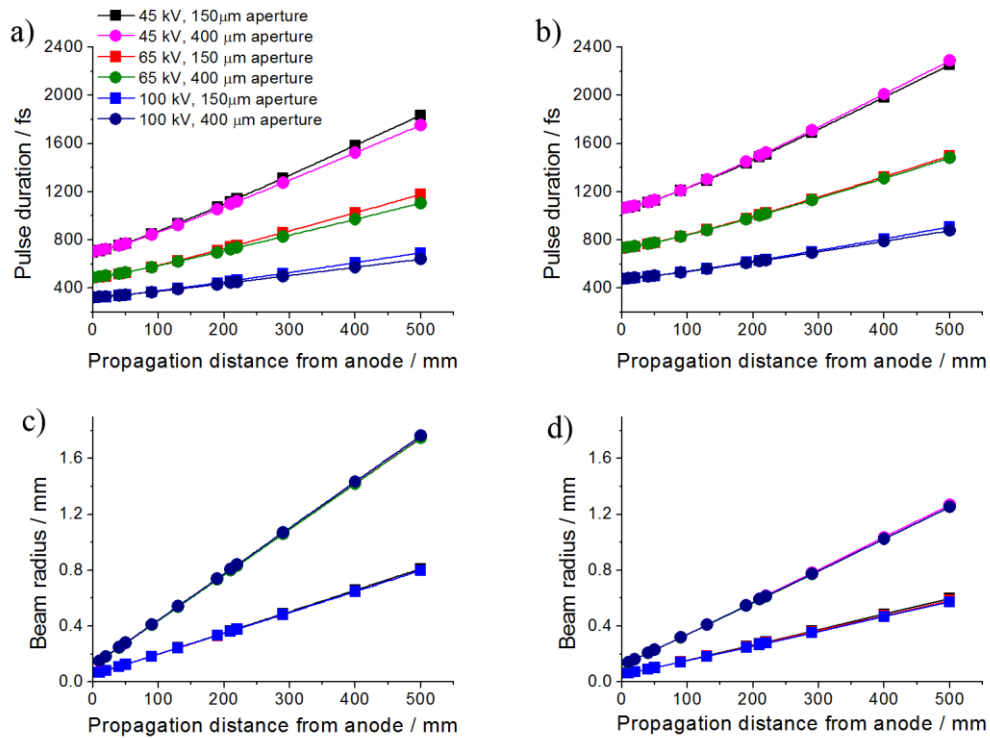 a)
45 kV, 150μm aperture
45 kV, 400 μm aperture
65 kV, 150 μm aperture
65 kV, 400 μm aperture
100 kV, 150μm aperture
100 kV, 400 μm aperture
2400
2000
1600
1200
800
400
Pulse duration / fs
0 100 200 300 400 500
Propagation distance from anode / mm
b)
2400
2000
1600
1200
800
400
Pulse duration / fs
0 100 200 300 400 500
Propagation distance from anode / mm
c)
1.6
1.2
0.8
0.4
0.0
Beam radius / mm
0 100 200 300 400 500
Propagation distance from anode / mm
d)
1.6
1.2
0.8
0.4
0.0
Beam radius / mm
0 100 200 300 400 500
Propagation distance from anode / mm